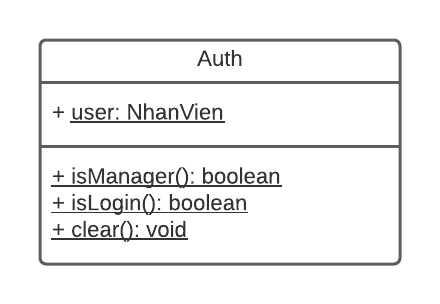 Auth
+ user: NhanVien
+ isManager(): boolean
+ isLogin(): boolean
+ clear(): void